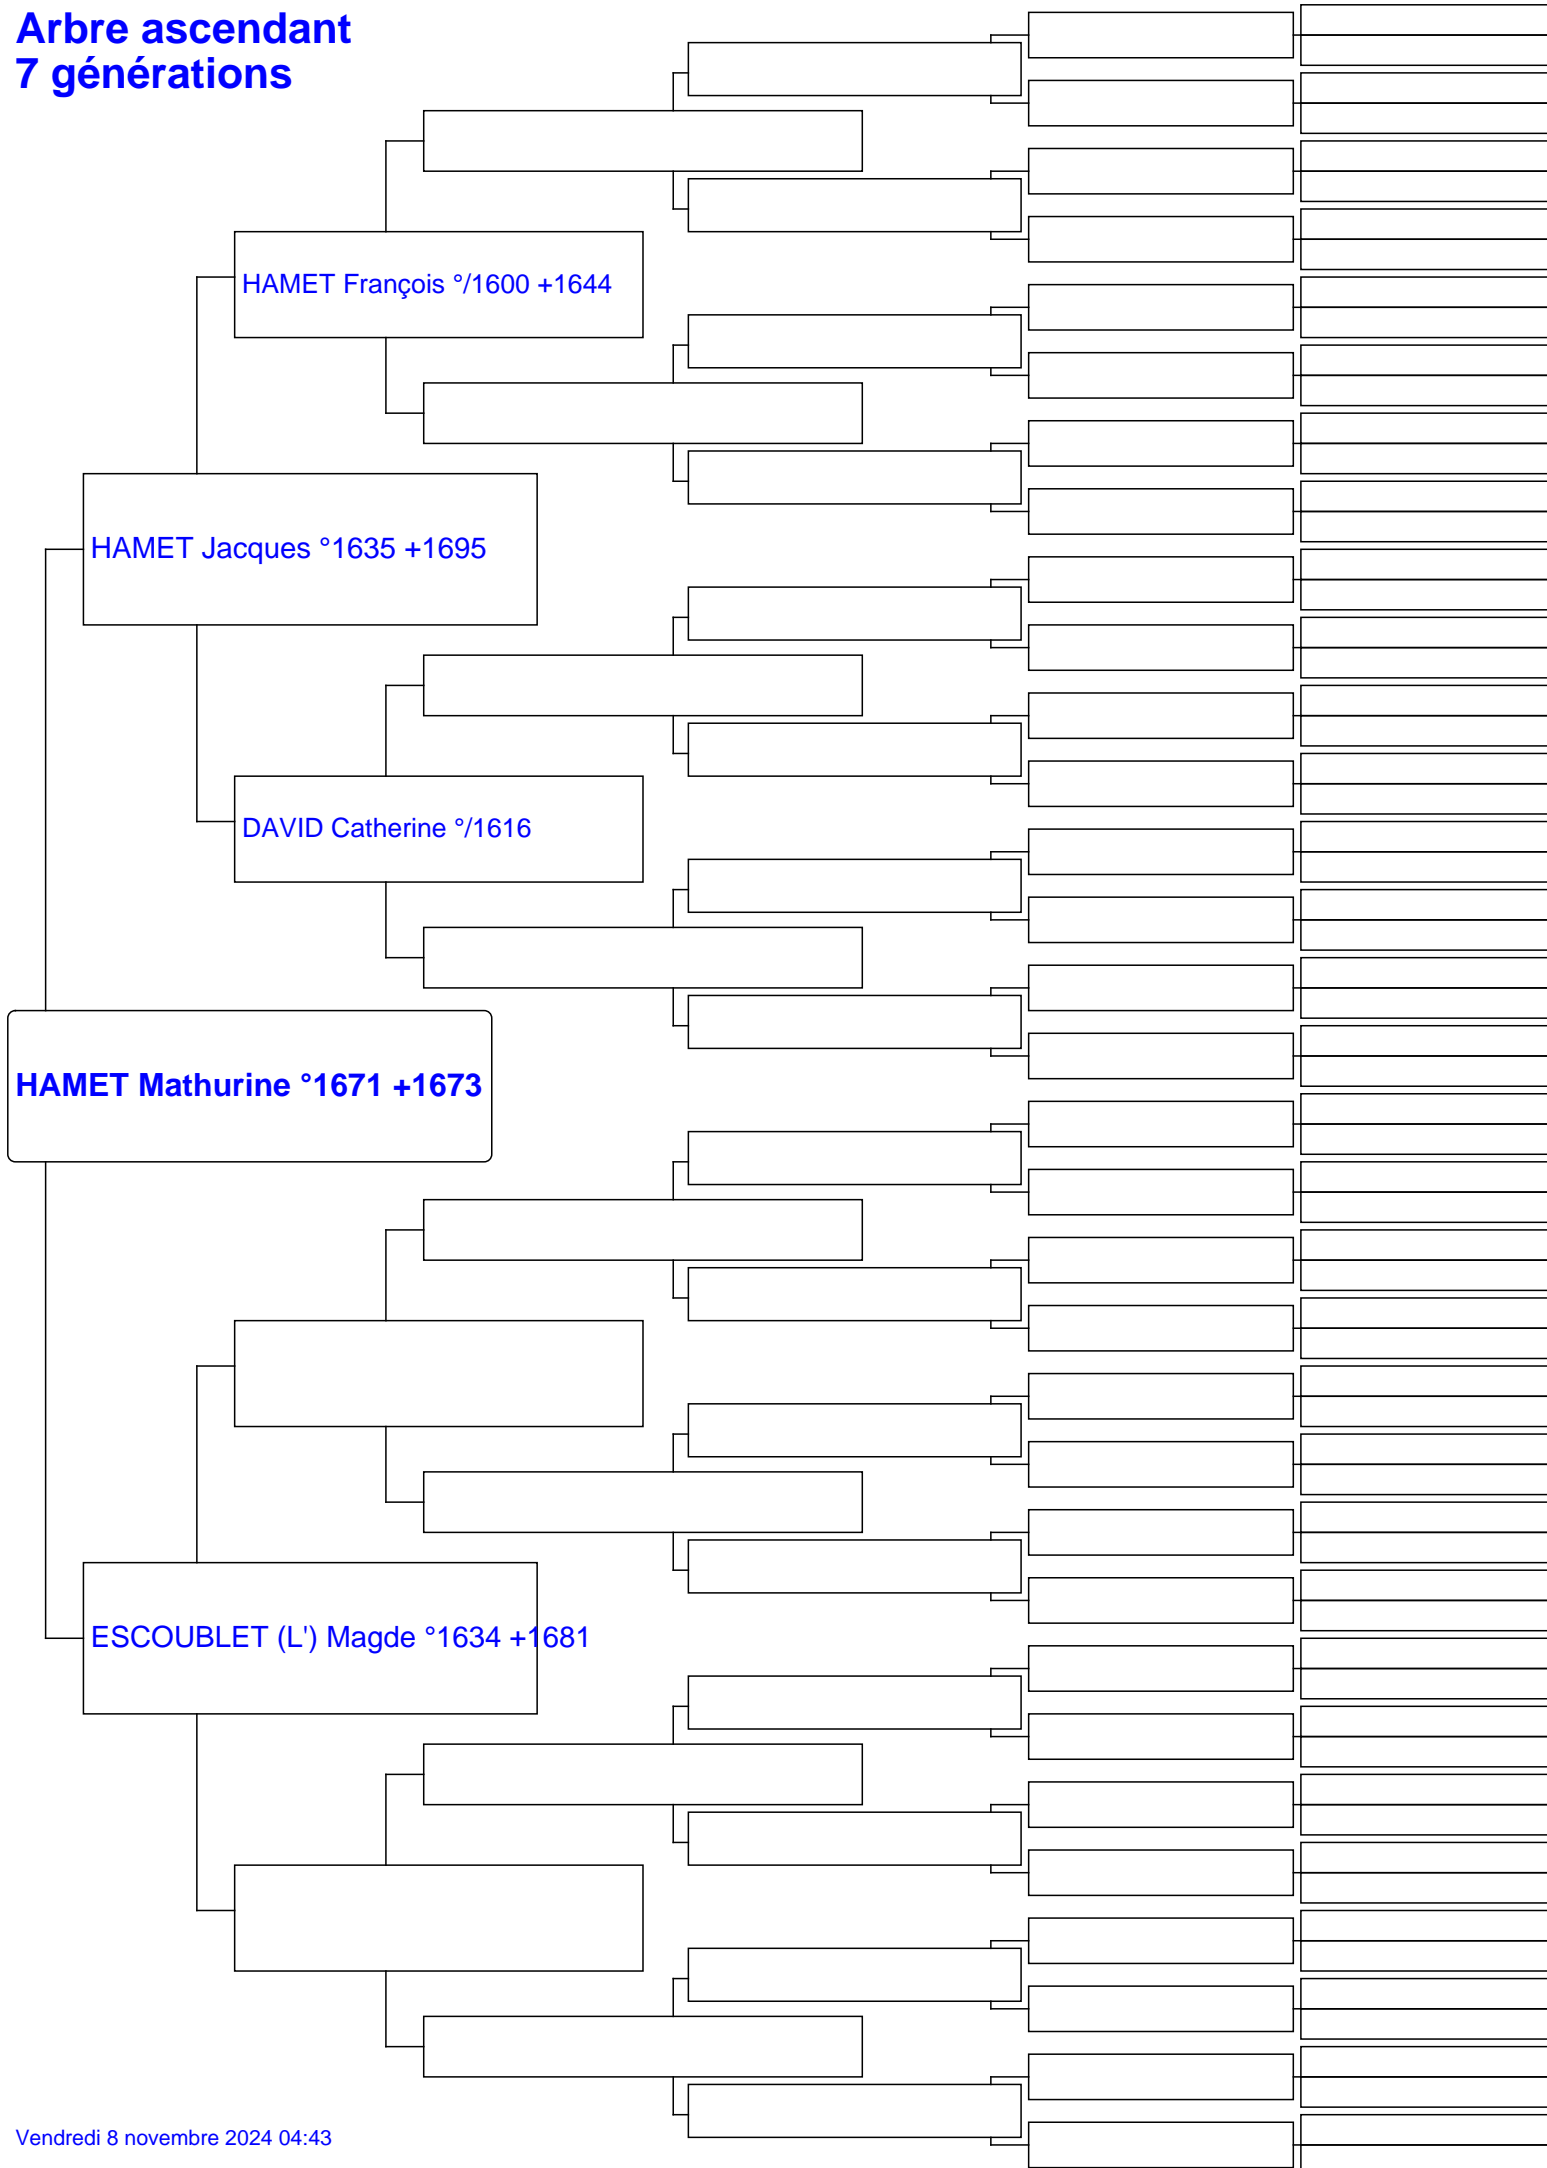 Arbre ascendant
7 générations
HAMET François °/1600 +1644
HAMET Jacques °1635 +1695
DAVID Catherine °/1616
HAMET Mathurine °1671 +1673
ESCOUBLET (L') Magde °1634 +1681
Vendredi 8 novembre 2024 04:43